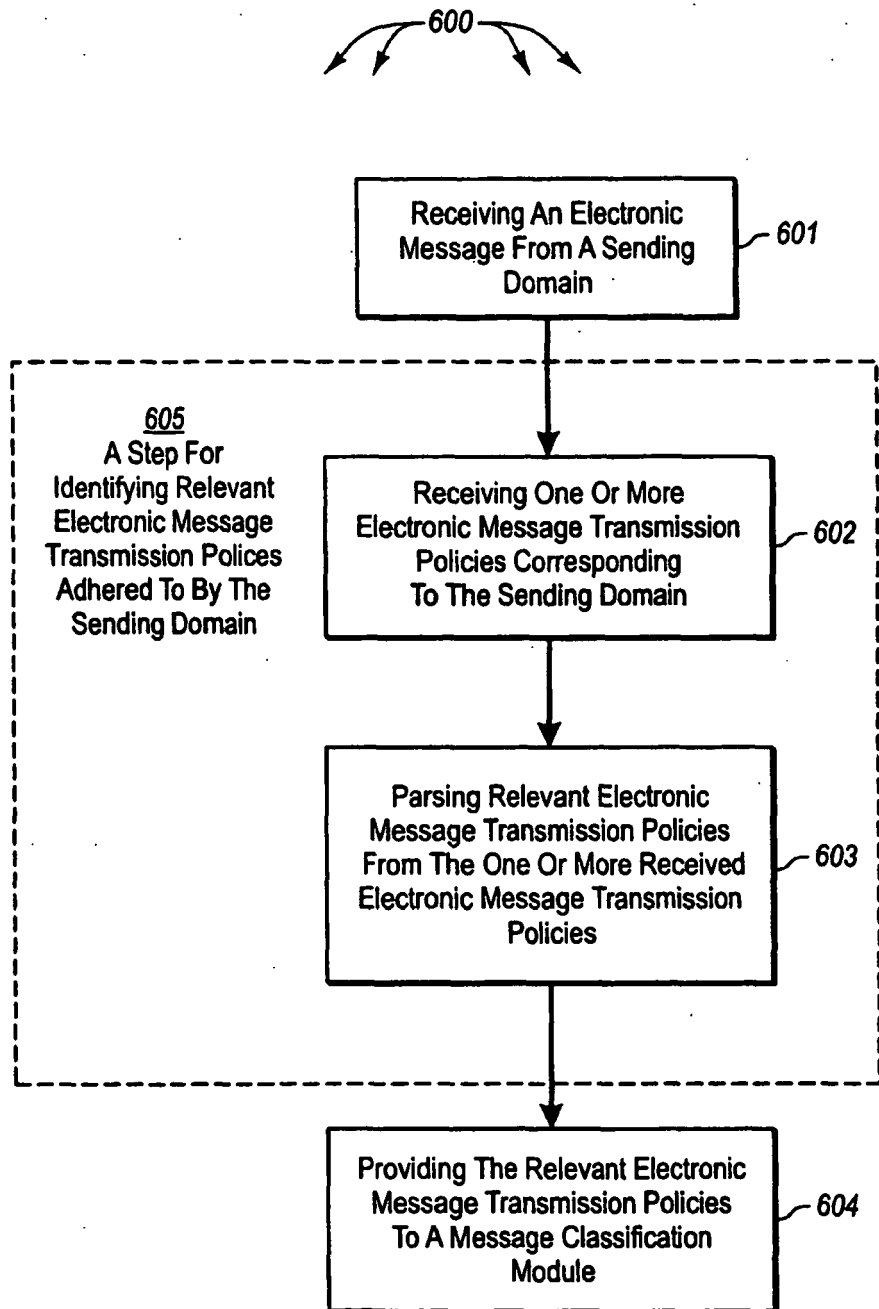 600
Receiving An Electronic
Message From A Sending
Domain
601
605
A Step For
Identifying Relevant
Electronic Message
Transmission Polices
Adhered To By The
Sending Domain
Receiving One Or More
Electronic Message Transmission
Policies Corresponding
To The Sending Domain
602
Parsing Relevant Electronic
Message Transmission Policies
From The One Or More Received
Electronic Message Transmission
Policies
603
Providing The Relevant Electronic
Message Transmission Policies
To A Message Classification
Module
604